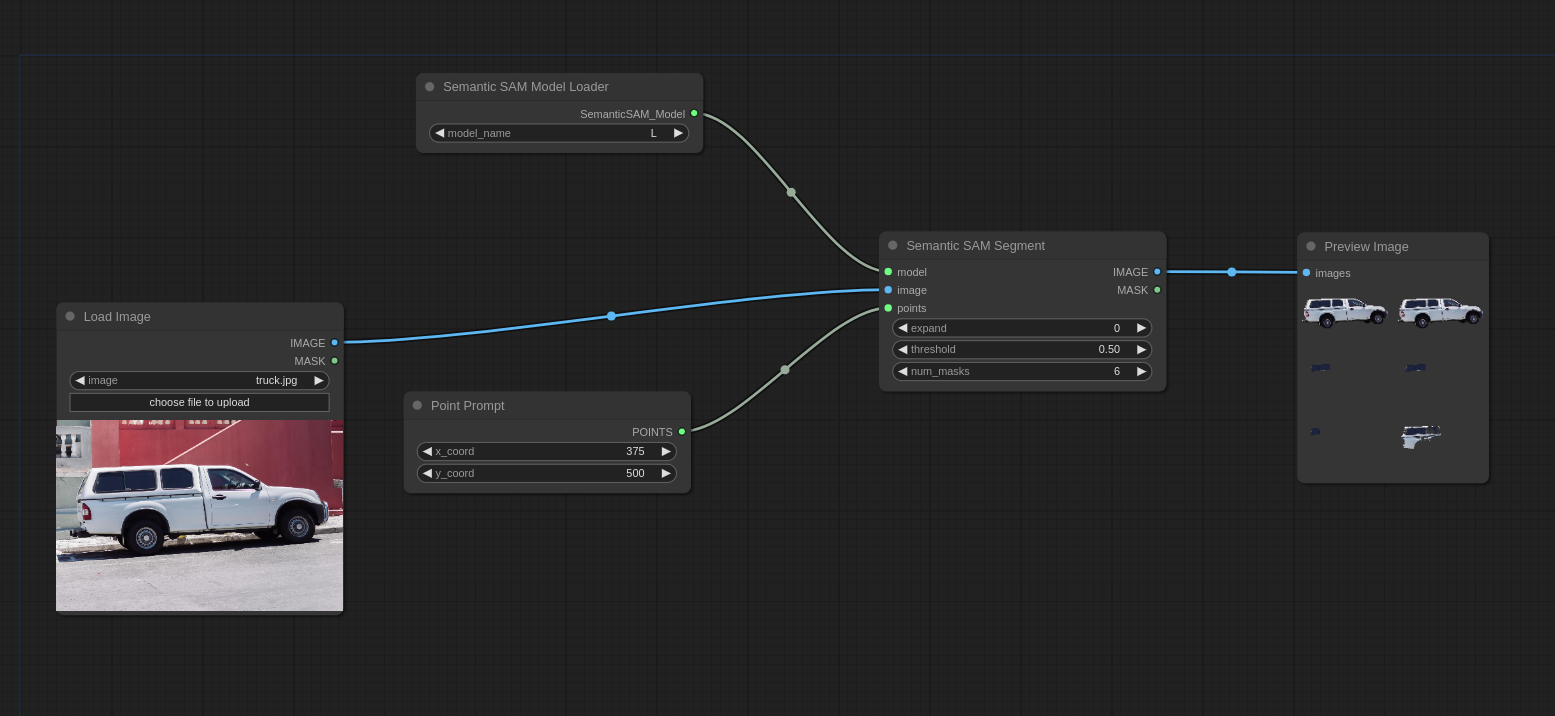 Semantic SAM Model Loader
SemanticSAM_Model
model_name L
Semantic SAM Segment
model IMAGE
image MASK
points
expand 0
threshold 0.50
num_masks 6
Preview Image
images
Load Image
IMAGE
MASK
image truck.jpg
choose file to upload
Point Prompt
POINTS
x_coord 375
y_coord 500